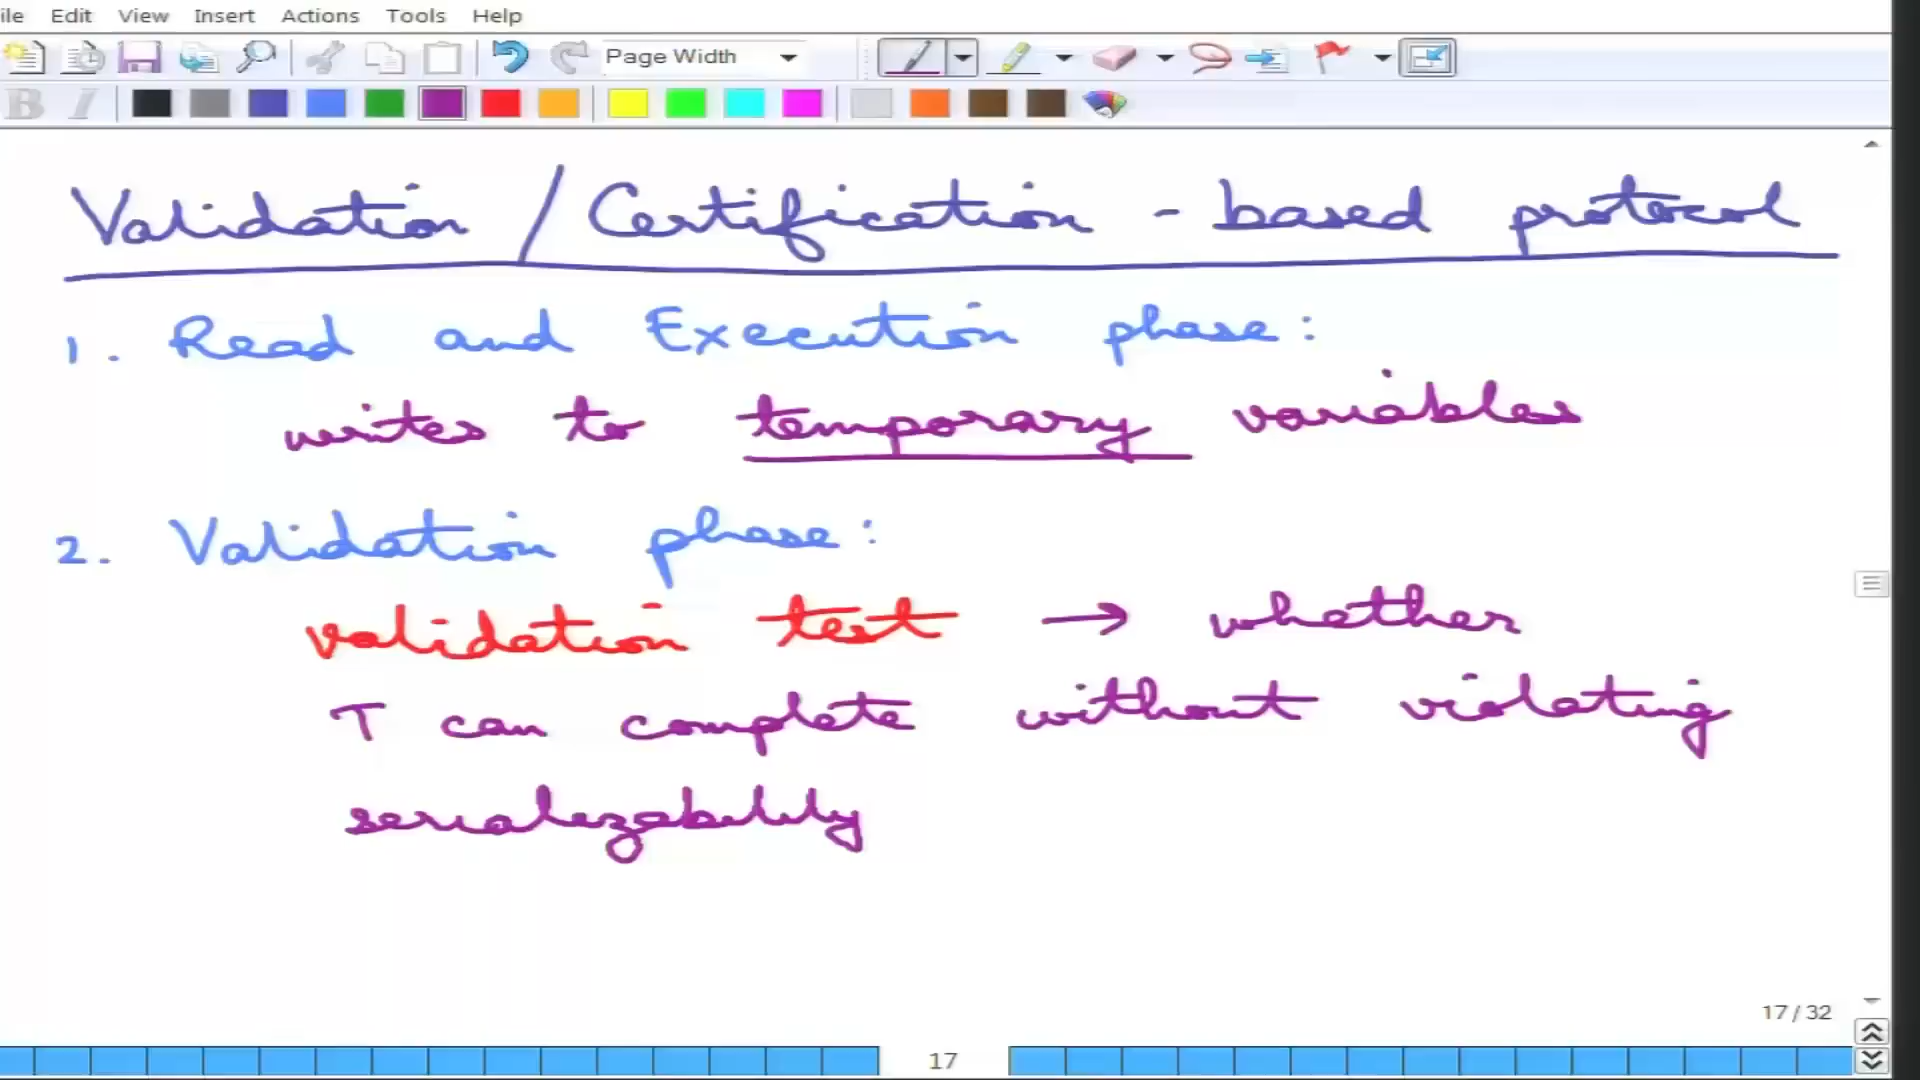 ile Edit View Insert Actions Tools Help
Page Width
B I
Validation / Certification - based protocol
1. Read and Execution phase:
writes to temporary variables
2. Validation phase:
validation test → whether
T can complete without violating
serializability
17 / 32
17